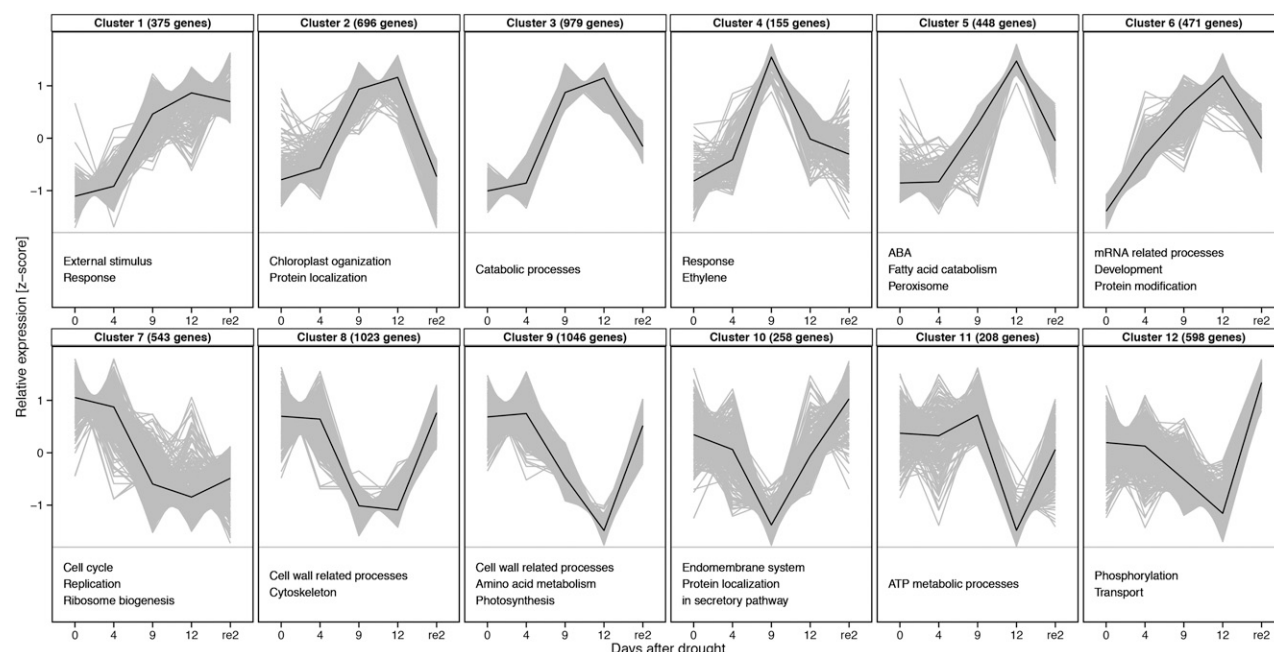 Cluster 1 (375 genes)
Cluster 2 (696 genes)
Cluster 3 (979 genes)
Cluster 4 (155 genes)
Cluster 5 (448 genes)
Cluster 6 (471 genes)
Relative expression [z−score]
1
0
−1
External stimulus
Response
Chloroplast oganization
Protein localization
Catabolic processes
Response
Ethylene
ABA
Fatty acid catabolism
Peroxisome
mRNA related processes
Development
Protein modification
0 4 9 12 re2
0 4 9 12 re2
0 4 9 12 re2
0 4 9 12 re2
0 4 9 12 re2
0 4 9 12 re2
Cluster 7 (543 genes)
Cluster 8 (1023 genes)
Cluster 9 (1046 genes)
Cluster 10 (258 genes)
Cluster 11 (208 genes)
Cluster 12 (598 genes)
1
0
−1
Cell cycle
Replication
Ribosome biogenesis
Cell wall related processes
Cytoskeleton
Cell wall related processes
Amino acid metabolism
Photosynthesis
Endomembrane system
Protein localization
in secretory pathway
ATP metabolic processes
Phosphorylation
Transport
0 4 9 12 re2
0 4 9 12 re2
0 4 9 12 re2
0 4 9 12 re2
0 4 9 12 re2
0 4 9 12 re2
Days after drought